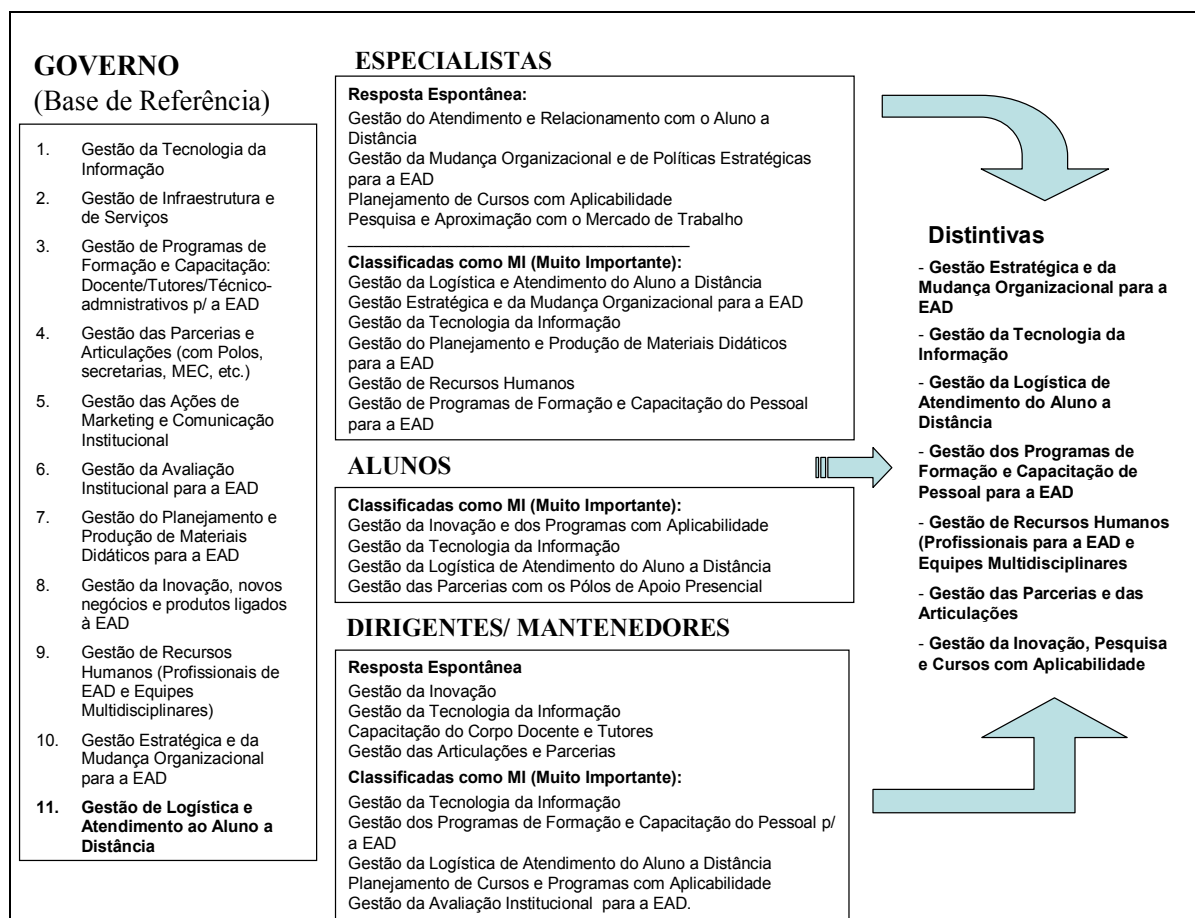 GOVERNO
(Base de Referência)
1. Gestão da Tecnologia da
Informação
2. Gestão de Infraestrutura e
de Serviços
3. Gestão de Programas de
Formação e Capacitação:
Docente/Tutores/Técnico-
admnistrativos p/ a EAD
4. Gestão das Parcerias e
Articulações (com Polos,
secretarias, MEC, etc.)
5. Gestão das Ações de
Marketing e Comunicação
Institucional
6. Gestão da Avaliação
Institucional para a EAD
7. Gestão do Planejamento e
Produção de Materiais
Didáticos para a EAD
8. Gestão da Inovação, novos
negócios e produtos ligados
à EAD
9. Gestão de Recursos
Humanos (Profissionais de
EAD e Equipes
Multidisciplinares)
10. Gestão Estratégica e da
Mudança Organizacional
para a EAD
11. Gestão de Logística e
Atendimento ao Aluno a
Distância
ESPECIALISTAS
Resposta Espontânea:
Gestão do Atendimento e Relacionamento com o Aluno a
Distância
Gestão da Mudança Organizacional e de Políticas Estratégicas
para a EAD
Planejamento de Cursos com Aplicabilidade
Pesquisa e Aproximação com o Mercado de Trabalho
Classificadas como MI (Muito Importante):
Gestão da Logística e Atendimento do Aluno a Distância
Gestão Estratégica e da Mudança Organizacional para a EAD
Gestão da Tecnologia da Informação
Gestão do Planejamento e Produção de Materiais Didáticos
para a EAD
Gestão de Recursos Humanos
Gestão de Programas de Formação e Capacitação do Pessoal
para a EAD
ALUNOS
Classificadas como MI (Muito Importante):
Gestão da Inovação e dos Programas com Aplicabilidade
Gestão da Tecnologia da Informação
Gestão da Logística de Atendimento do Aluno a Distância
Gestão das Parcerias com os Pólos de Apoio Presencial
DIRIGENTES/ MANTENEDORES
Resposta Espontânea
Gestão da Inovação
Gestão da Tecnologia da Informação
Capacitação do Corpo Docente e Tutores
Gestão das Articulações e Parcerias
Classificadas como MI (Muito Importante):
Gestão da Tecnologia da Informação
Gestão dos Programas de Formação e Capacitação do Pessoal p/
a EAD
Gestão da Logística de Atendimento do Aluno a Distância
Planejamento de Cursos e Programas com Aplicabilidade
Gestão da Avaliação Institucional para a EAD.
Distintivas
- Gestão Estratégica e da
Mudança Organizacional para a
EAD
- Gestão da Tecnologia da
Informação
- Gestão da Logística de
Atendimento do Aluno a
Distância
- Gestão dos Programas de
Formação e Capacitação de
Pessoal para a EAD
- Gestão de Recursos Humanos
(Profissionais para a EAD e
Equipes Multidisciplinares
- Gestão das Parcerias e das
Articulações
- Gestão da Inovação, Pesquisa
e Cursos com Aplicabilidade